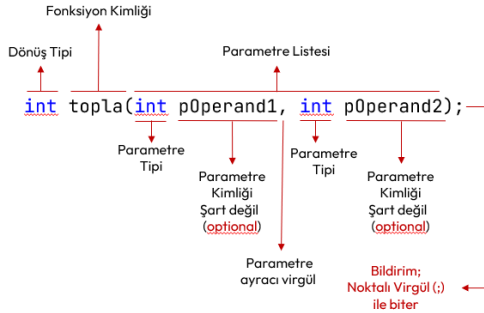 Fonksiyon Kimliği
Dönüş Tipi
Parametre Listesi
int topla(int pOperand1, int pOperand2);
Parametre
Tipi
Parametre
Kimliği
Şart değil
(optional)
Parametre
Tipi
Parametre
Kimliği
Şart değil
(optional)
Parametre
ayracı virgül
Bildirim;
Noktalı Virgül (;)
ile biter